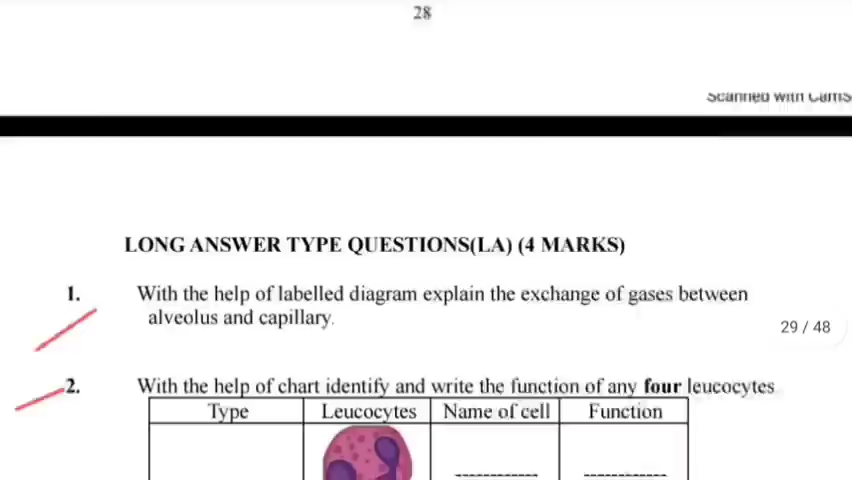 28
Scanned with CamS
LONG ANSWER TYPE QUESTIONS(LA) (4 MARKS)
1. With the help of labelled diagram explain the exchange of gases between
alveolus and capillary.
29 / 48
2. With the help of chart identify and write the function of any four leucocytes
Type Leucocytes Name of cell Function